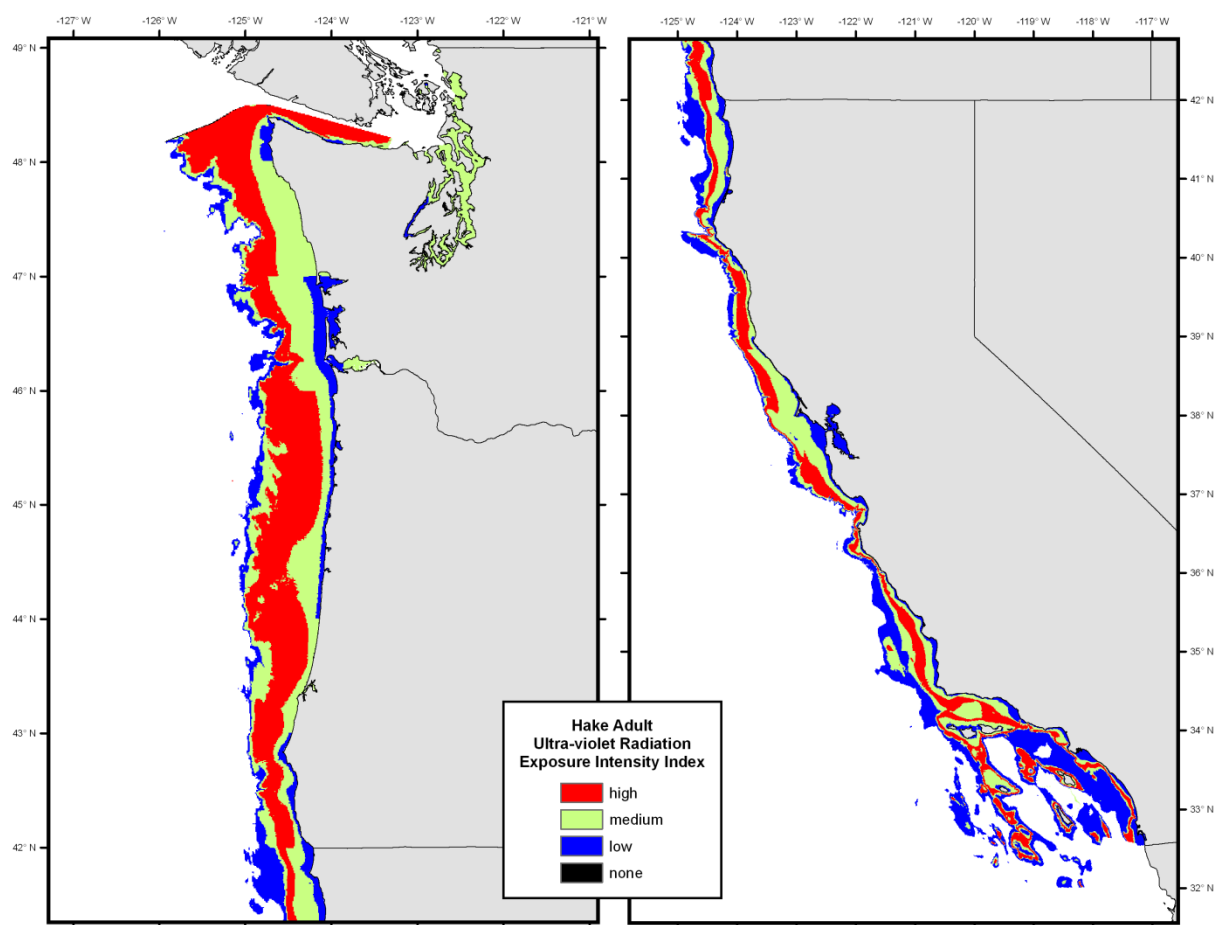 -127°W -126°W -125°W -124°W -123°W -122°W -121°W
-125°W -124°W -123°W -122°W -121°W -120°W -119°W -118°W -117°W -116°W
49° N
48° N
47° N
46° N
45° N
44° N
43° N
42° N
42° N
41° N
40° N
39° N
38° N
37° N
36° N
35° N
34° N
33° N
32° N
Hake Adult
Ultra-violet Radiation
Exposure Intensity Index
high
medium
low
none